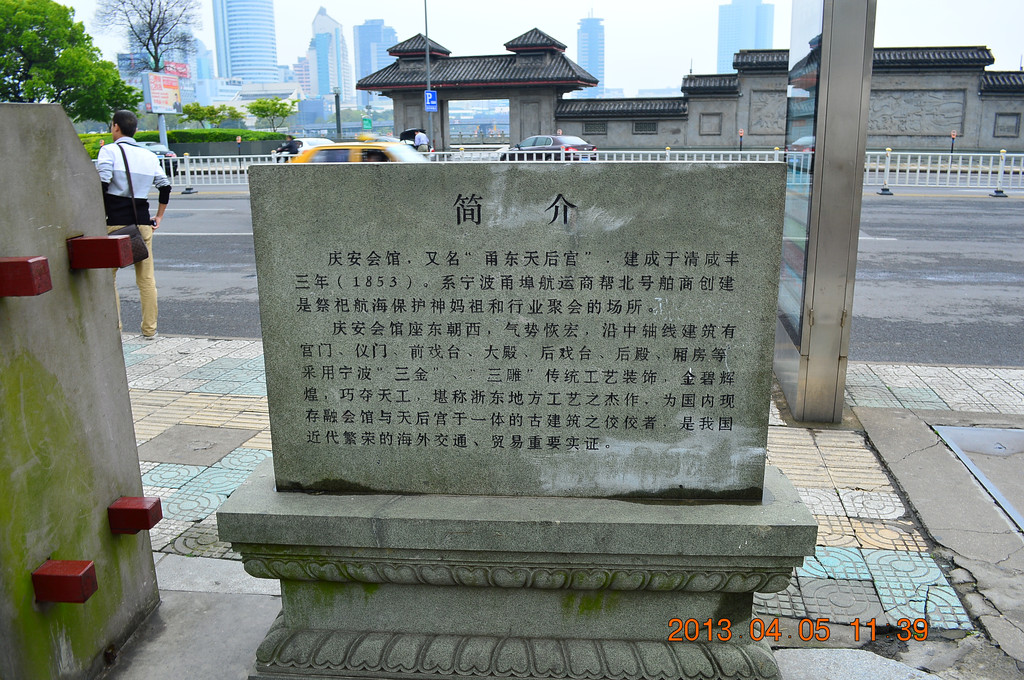 简 介
庆安会馆，又名“甬东天后宫”．建成于清咸丰
三年（1853）。系宁波甬埠航运商帮北号舶商创建
是祭祀航海保护神妈祖和行业聚会的场所。
庆安会馆座东朝西，气势恢宏，沿中轴线建筑有
宫门、仪门、前戏台、大殿、后戏台、后殿、厢房等
采用宁波“三金”、“三雕”传统工艺装饰，金碧辉
煌，巧夺天工，堪称浙东地方工艺之杰作，为国内现
存融会馆与天后宫于一体的古建筑之佼佼者，是我国
近代繁荣的海外交通、贸易重要实证。
P
2013.04.05 11:39